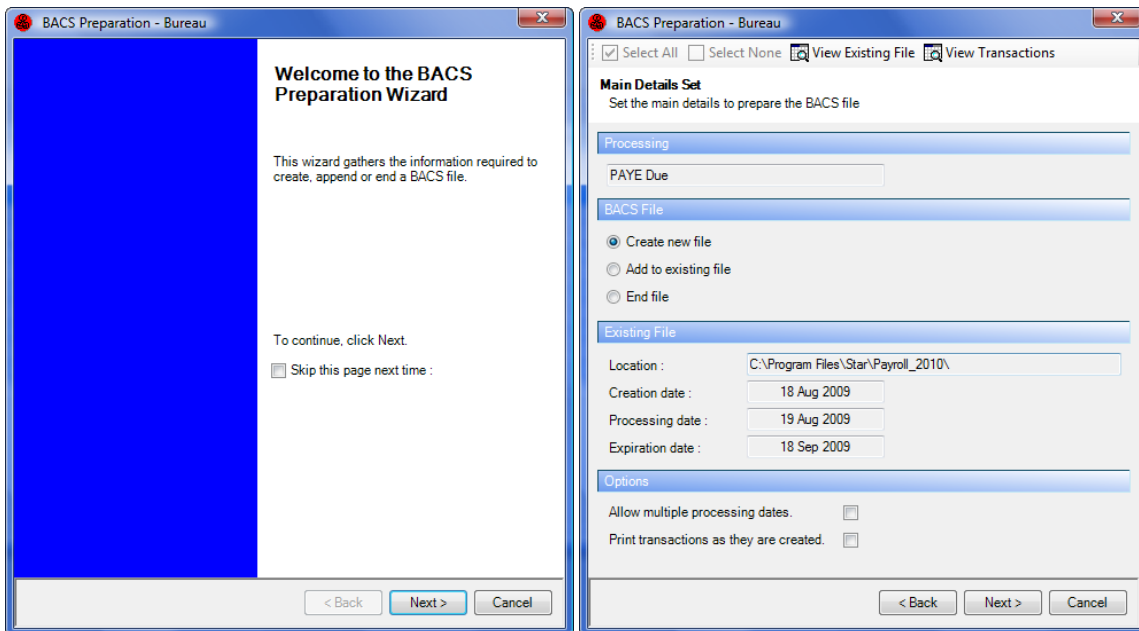 BACS Preparation - Bureau
Welcome to the BACS
Preparation Wizard
This wizard gathers the information required to
create, append or end a BACS file.
To continue, click Next.
Skip this page next time :
< Back Next > Cancel
BACS Preparation - Bureau
Select All Select None View Existing File View Transactions
Main Details Set
Set the main details to prepare the BACS file
Processing
PAYE Due
BACS File
Create new file
Add to existing file
End file
Existing File
Location : C:\Program Files\Star\Payroll_2010\
Creation date : 18 Aug 2009
Processing date : 19 Aug 2009
Expiration date : 18 Sep 2009
Options
Allow multiple processing dates.
Print transactions as they are created.
< Back Next > Cancel